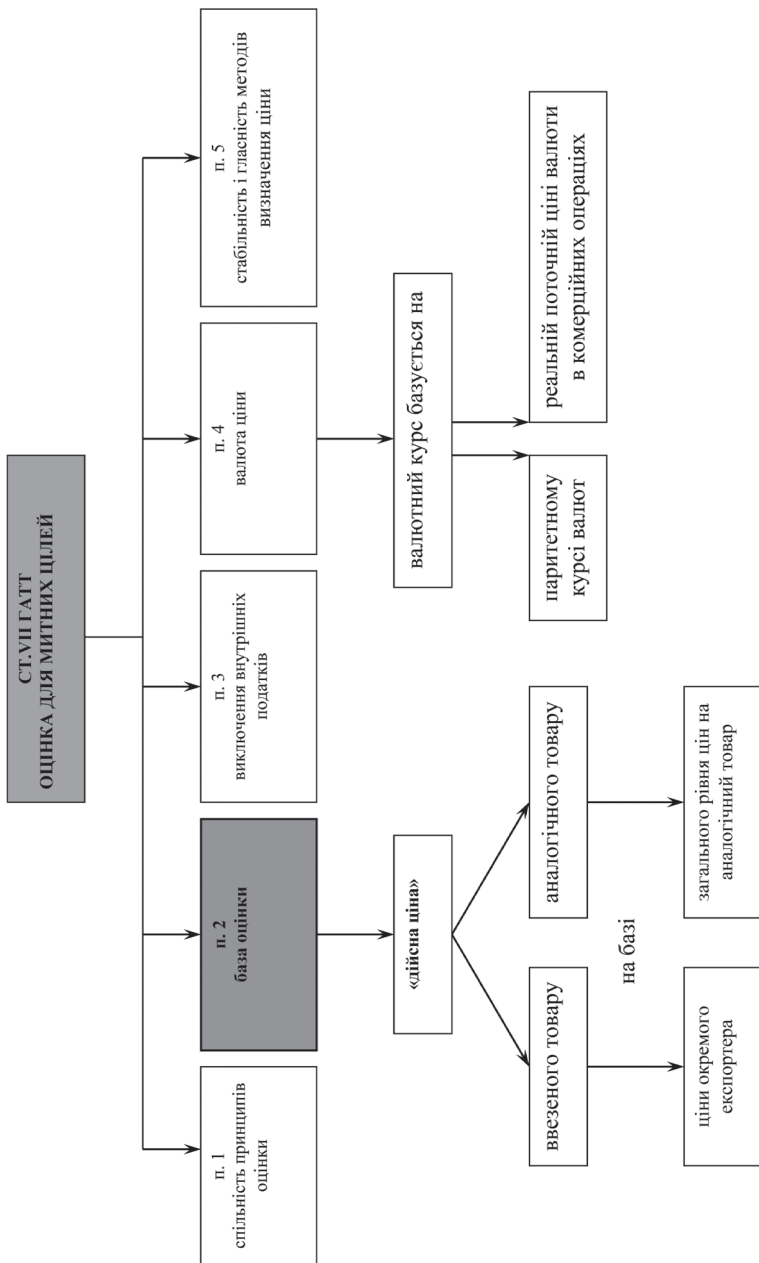 СТ.VII ГАТТ
ОЦІНКА ДЛЯ МИТНИХ ЦІЛЕЙ
п. 1
спільність принципів
оцінки
п. 2
база оцінки
п. 3
виключення внутрішніх
податків
п. 4
валюта ціни
п. 5
стабільність і гласність методів
визначення ціни
«дійсна ціна»
валютний курс базується на
ввезеного товару
аналогічного товару
паритетному
курсі валют
реальній поточній ціні валюти
в комерційних операціях
на базі
ціни окремого
експортера
загального рівня цін на
аналогічний товар